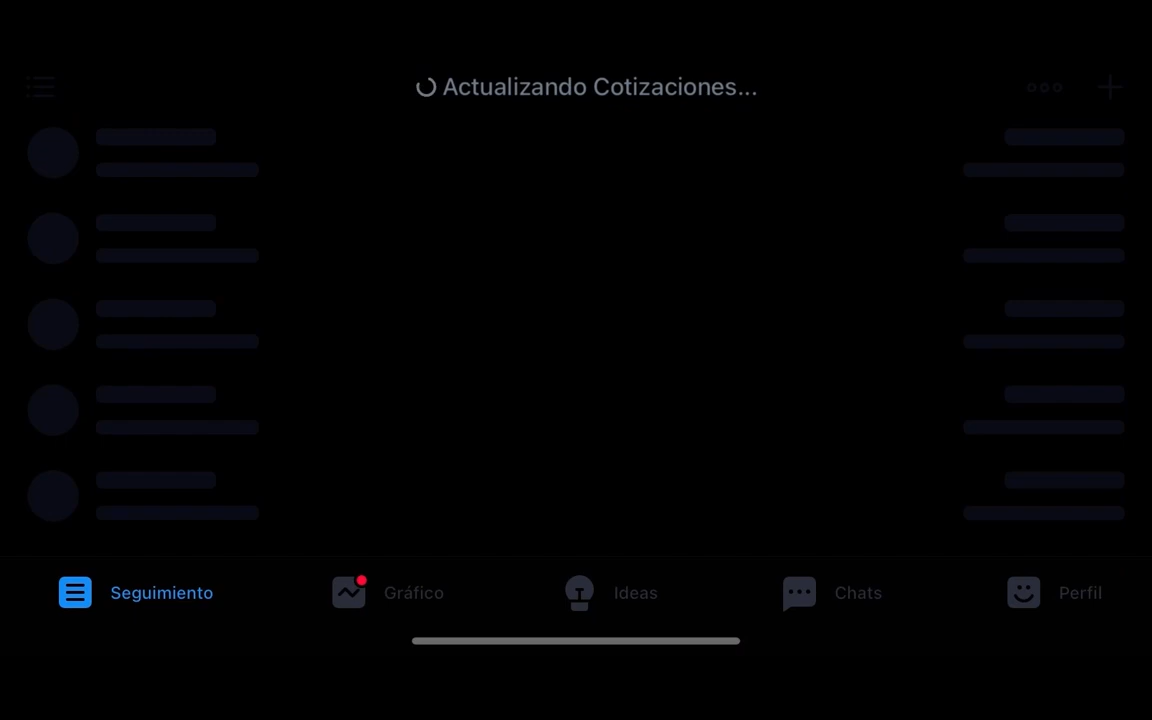 Actualizando Cotizaciones...
Seguimiento
Gráfico
Ideas
Chats
Perfil